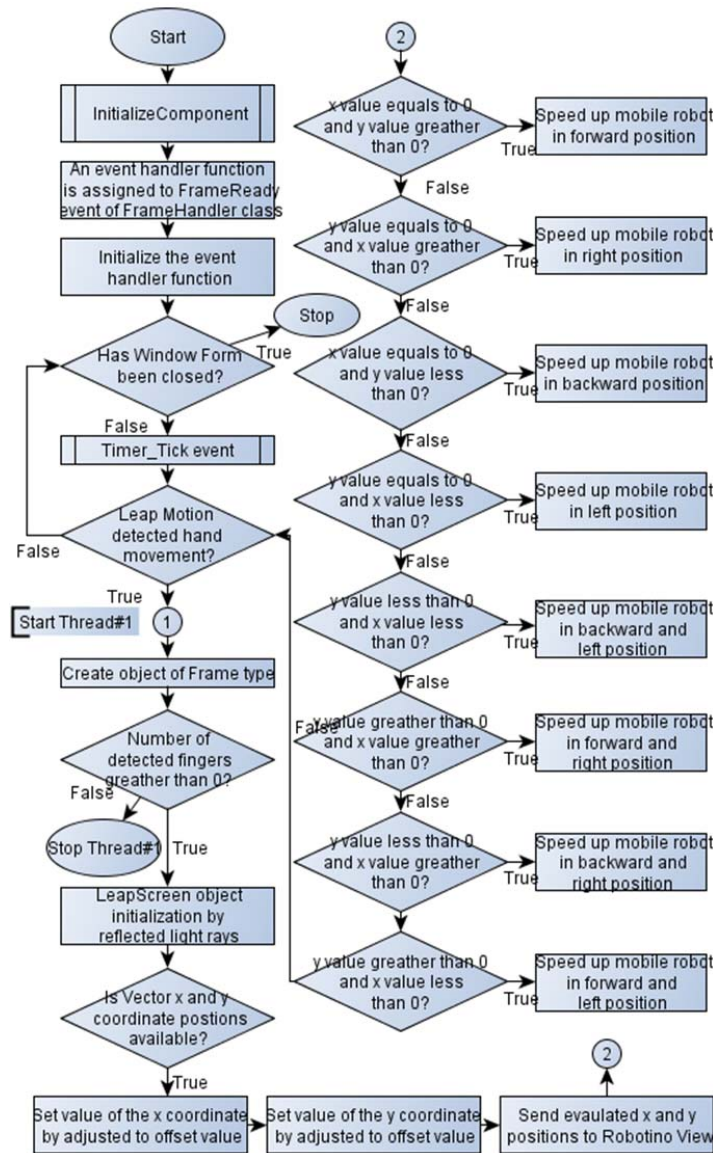 Start
InitializeComponent
An event handler function
is assigned to FrameReady
event of FrameHandler class
Initialize the event
handler function
Stop
True
Has Window Form
been closed?
False
Timer_Tick event
Leap Motion
detected hand
movement?
False
True
Start Thread#1
1
Create object of Frame type
Number of
detected fingers
greather than 0?
False
Stop Thread#1
True
LeapScreen object
initialization by
reflected light rays
Is Vector x and y
coordinate postions
available?
True
Set value of the x coordinate
by adjusted to offset value
Set value of the y coordinate
by adjusted to offset value
Send evaulated x and y
positions to Robotino View
2
2
x value equals to 0
and y value greather
than 0?
True
Speed up mobile robot
in forward position
False
y value equals to 0
and x value greather
than 0?
True
Speed up mobile robot
in right position
False
x value equals to 0
and y value less
than 0?
True
Speed up mobile robot
in backward position
False
y value equals to 0
and x value less
than 0?
True
Speed up mobile robot
in left position
False
y value less than 0
and x value less
than 0?
True
Speed up mobile robot
in backward and
left position
False
False
value greather than 0
and x value greather
than 0?
True
Speed up mobile robot
in forward and
right position
False
y value less than 0
and x value greather
than 0?
True
Speed up mobile robot
in backward and
right position
y value greather than 0
and x value less
than 0?
True
Speed up mobile robot
in forward and
left position